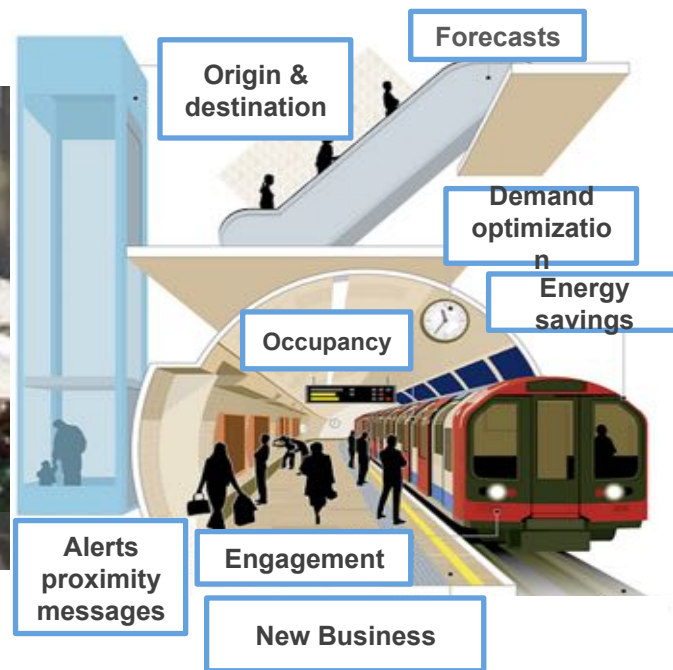 Forecasts
Origin &
destination
Demand
optimizatio
n
Energy
savings
Occupancy
Alerts
proximity
messages
Engagement
New Business